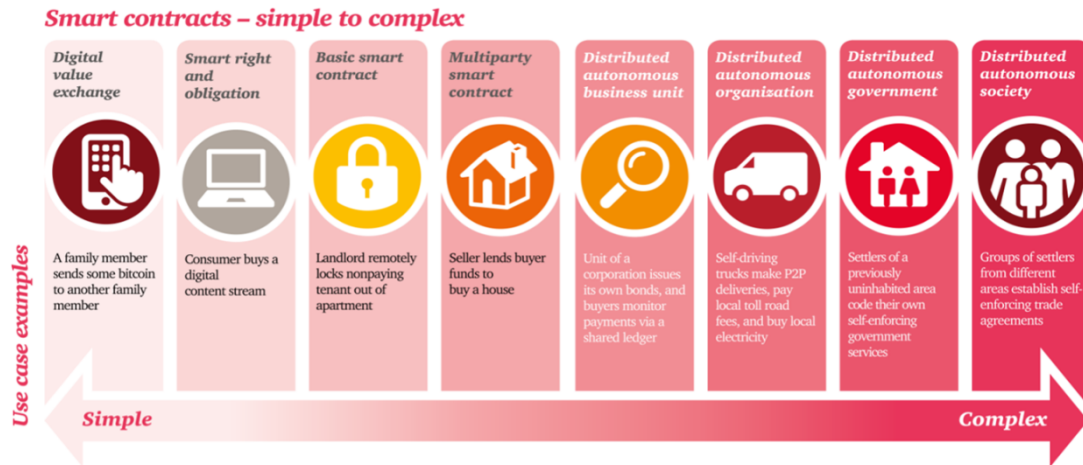 Smart contracts – simple to complex
Digital
value
exchange
A family member
sends some bitcoin
to another family
member
Smart right
and
obligation
Consumer buys a
digital
content stream
Basic smart
contract
Landlord remotely
locks nonpaying
tenant out of
apartment
Multiparty
smart
contract
Seller lends buyer
funds to
buy a house
Distributed
autonomous
business unit
Unit of a
corporation issues
its own bonds, and
buyers monitor
payments via a
shared ledger
Distributed
autonomous
organization
Self-driving
trucks make P2P
deliveries, pay
local toll road
fees, and buy local
electricity
Distributed
autonomous
government
Settlers of a
previously
uninhabited area
code their own
self-enforcing
government
services
Distributed
autonomous
society
Groups of settlers
from different
areas establish self-
enforcing trade
agreements
Use case examples
Simple
Complex